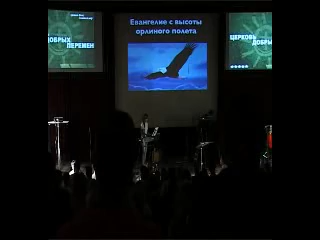 Евангелие с высоты
орлиного полета
ДОБРЫХ
ПЕРЕМЕН
ЦЕРКОВЬ
ДОБРЫ